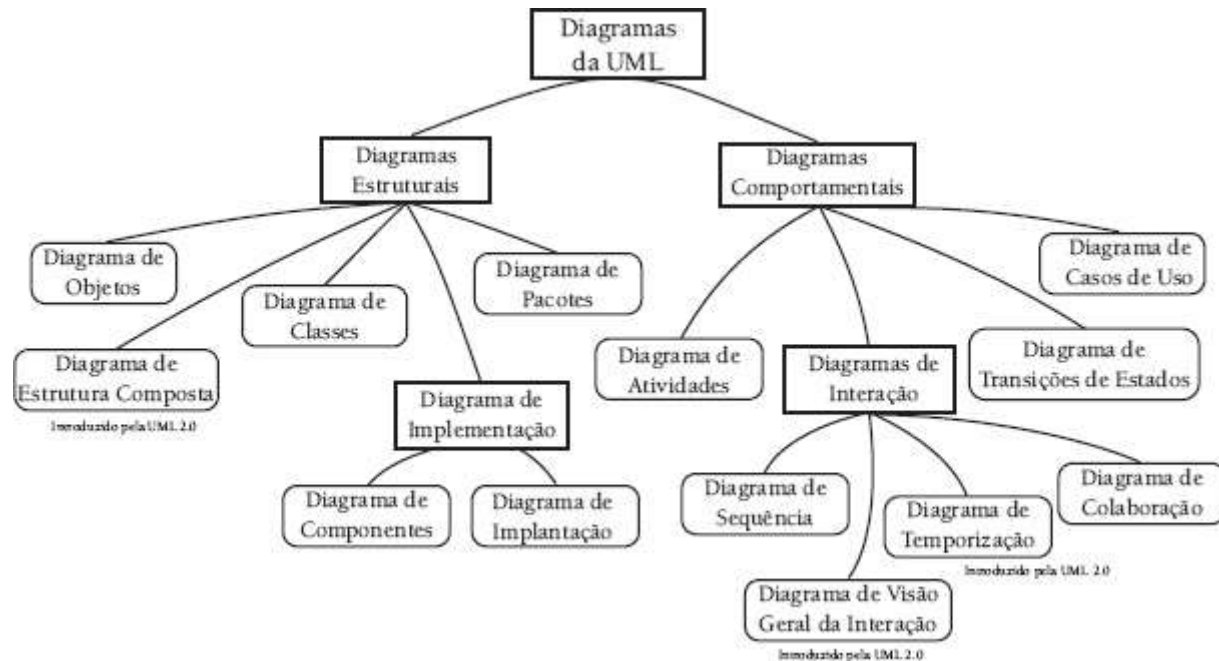 Diagramas
da UML
Diagramas
Estruturais
Diagramas
Comportamentais
Diagrama de
Objetos
Diagrama de
Estrutura Composta
Introduzido pela UML 2.0
Diagrama de
Classes
Diagrama de
Pacotes
Diagrama de
Implementação
Diagrama de
Componentes
Diagrama de
Implantação
Diagrama de
Casos de Uso
Diagrama de
Atividades
Diagramas de
Interação
Diagrama de
Transições de Estados
Diagrama de
Sequência
Diagrama de
Temporização
Introduzido pela UML 2.0
Diagrama de
Colaboração
Diagrama de Visão
Geral da Interação
Introduzido pela UML 2.0